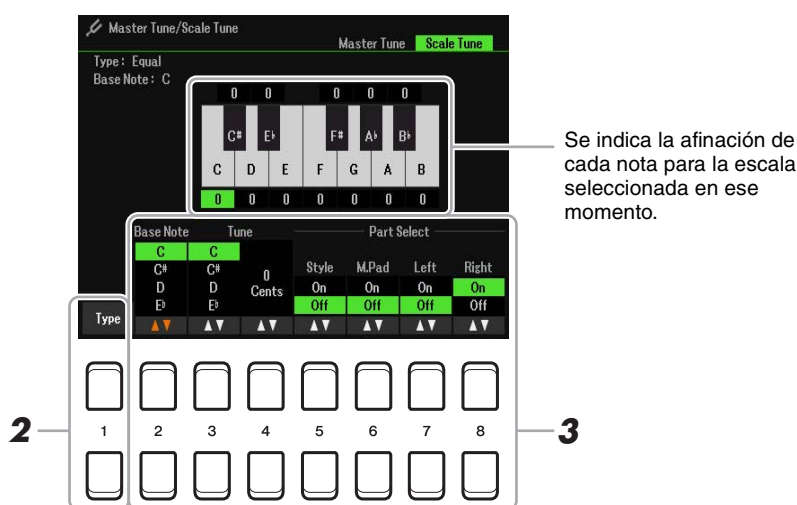 Master Tune/Scale Tune
Master Tune Scale Tune
Type: Equal
Base Note: C
0 0 0 0 0
C# E♭ F# A♭ B♭
C D E F G A B
0 0 0 0 0 0 0
Se indica la afinación de
cada nota para la escala
seleccionada en ese
momento.
Base Note Tune Part Select
C C
C# C# 0 Style M.Pad Left Right
D D Cents On On On On
E♭ E♭ Off Off Off Off
Type ▲▼ ▲▼ ▲▼ ▲▼ ▲▼ ▲▼ ▲▼
2 1 2 3 4 5 6 7 8 3